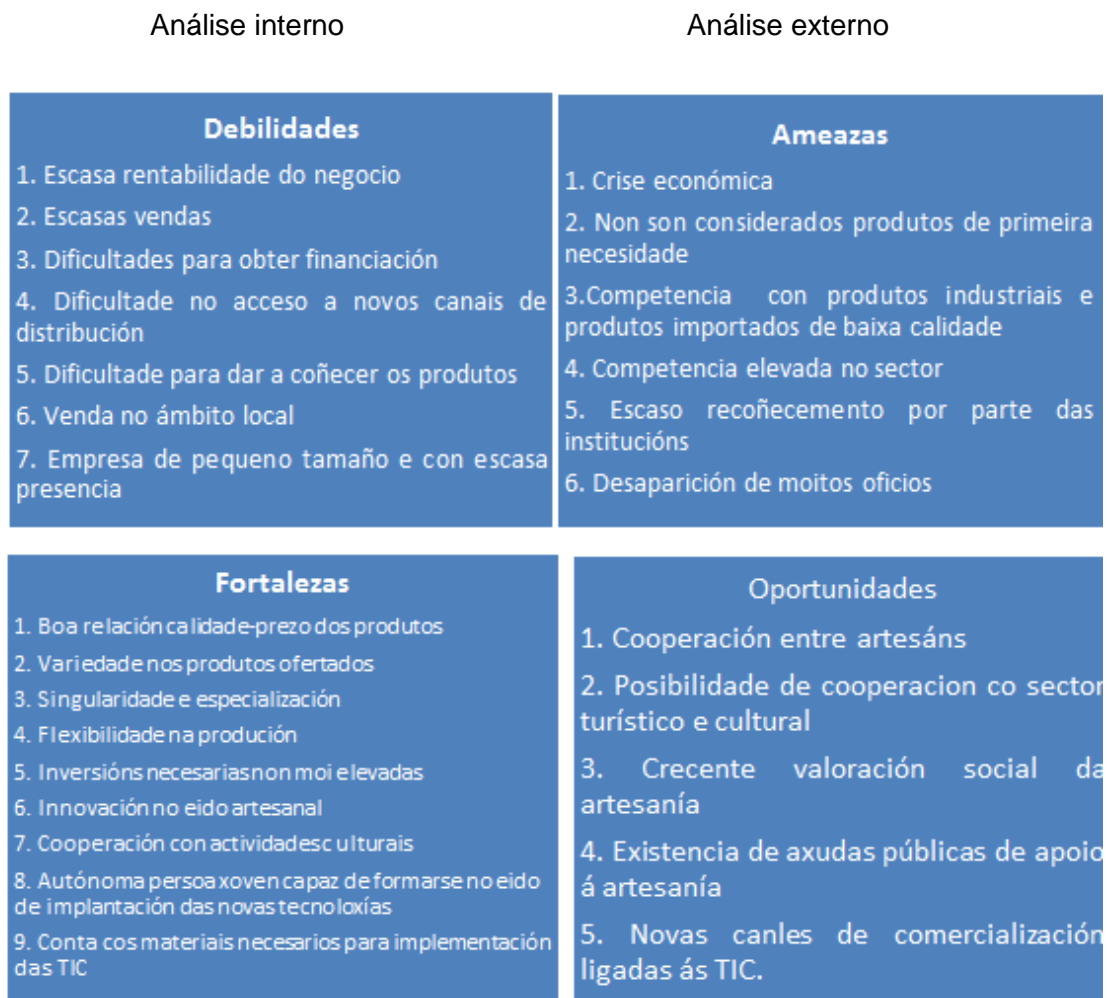 Análise interno
Análise externo
Debilidades
1. Escasa rentabilidade do negocio
2. Escasas vendas
3. Dificultades para obter financiación
4. Dificultade no acceso a novos canais de
distribución
5. Dificultade para dar a coñecer os produtos
6. Venda no ámbito local
7. Empresa de pequeno tamaño e con escasa
presencia
Ameazas
1. Crise económica
2. Non son considerados produtos de primeira
necesidade
3.Competencia con produtos industriais e
produtos importados de baixa calidade
4. Competencia elevada no sector
5. Escaso recoñecemento por parte das
institucións
6. Desaparición de moitos oficios
Fortalezas
1. Boa relación calidade-prezo dos produtos
2. Variedade nos produtos ofertados
3. Singularidade e especialización
4. Flexibilidade na produción
5. Inversións necesarias non moi elevadas
6. Innovación no eido artesanal
7. Cooperación con actividadesc ulturais
8. Autónoma persoa xoven capaz de formarse no eido
de implantación das novas tecnoloxías
9. Conta cos materiais necesarios para implementación
das TIC
Oportunidades
1. Cooperación entre artesáns
2. Posibilidade de cooperacion co sector
turístico e cultural
3. Crecente valoración social da
artesanía
4. Existencia de axudas públicas de apoio
á artesanía
5. Novas canles de comercialización
ligadas ás TIC.